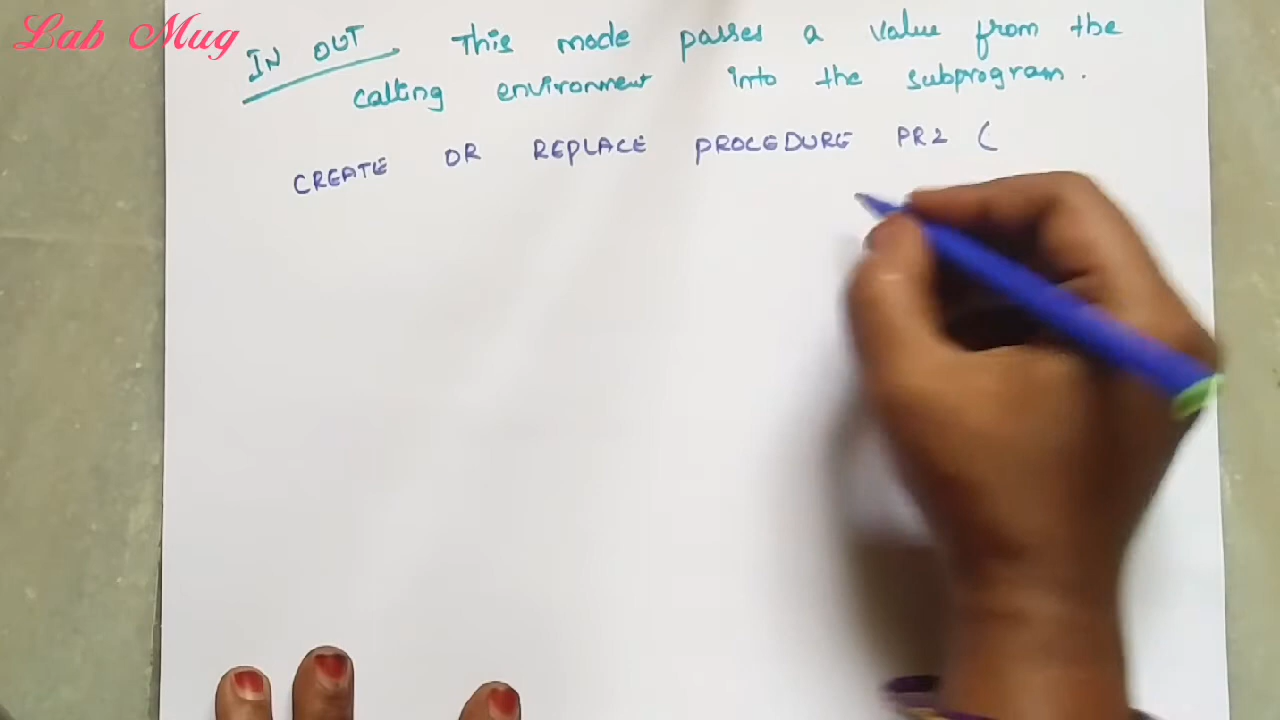 Lab Mug
IN OUT This mode passes a value from the
calling environment into the subprogram.
CREATE OR REPLACE PROCEDURE PR2 (